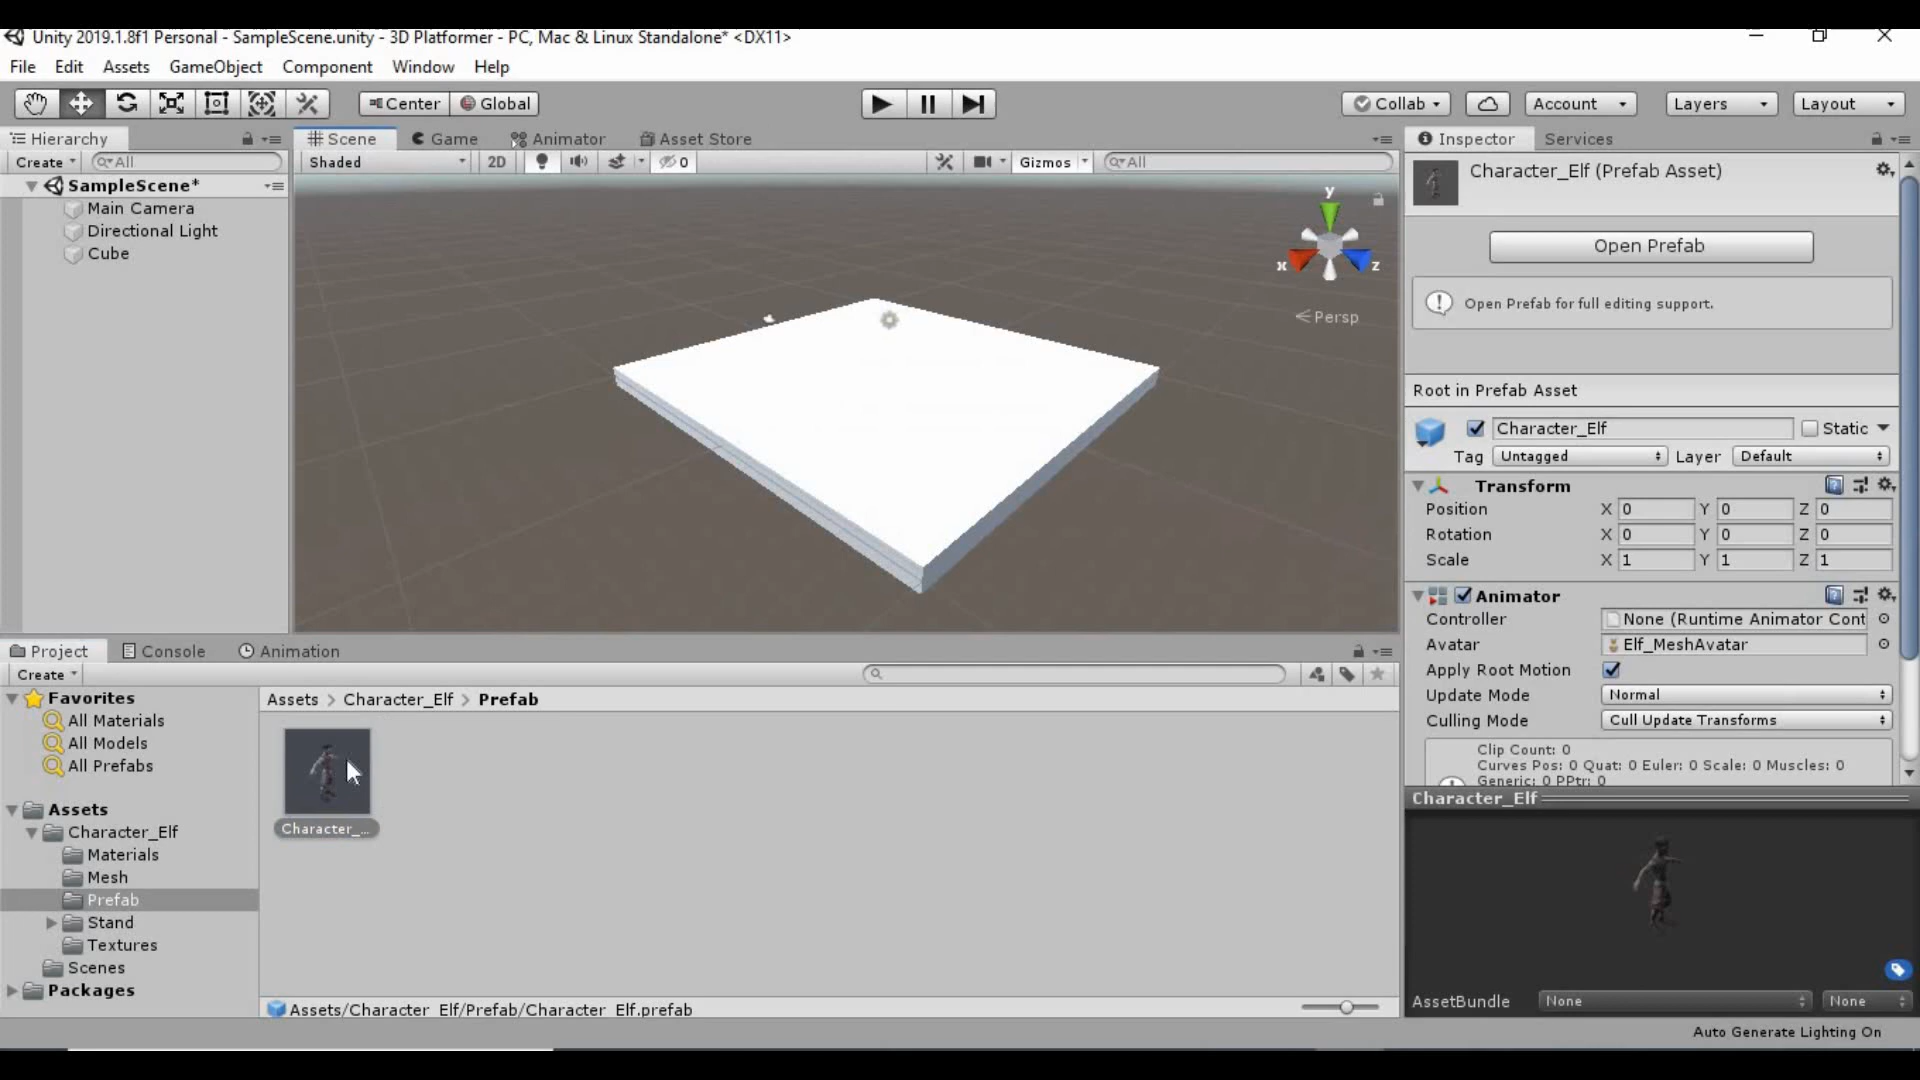 Unity 2019.1.8f1 Personal - SampleScene.unity - 3D Platformer - PC, Mac & Linux Standalone* <DX11>
File Edit Assets GameObject Component Window Help
Center Global Collab Account Layers Layout
Hierarchy Scene Game Animator Asset Store Inspector Services
Create All Shaded 2D 0 Gizmos All
SampleScene*
Main Camera
Directional Light
Cube
y
x
z
Persp
Character_Elf (Prefab Asset)
Open Prefab
Open Prefab for full editing support.
Root in Prefab Asset
Character_Elf Static
Tag Untagged Layer Default
Transform
Position X 0 Y 0 Z 0
Rotation X 0 Y 0 Z 0
Scale X 1 Y 1 Z 1
Animator
Controller None (Runtime Animator Cont
Avatar Elf_MeshAvatar
Apply Root Motion
Update Mode Normal
Culling Mode Cull Update Transforms
Clip Count: 0
Curves Pos: 0 Quat: 0 Euler: 0 Scale: 0 Muscles: 0
Generic: 0 PPtr: 0
Character_Elf
AssetBundle None None
Project Console Animation
Create
Favorites
All Materials
All Models
All Prefabs
Assets
Character_Elf
Materials
Mesh
Prefab
Stand
Textures
Scenes
Packages
Assets > Character_Elf > Prefab
Character_...
Assets/Character_Elf/Prefab/Character_Elf.prefab
Auto Generate Lighting On